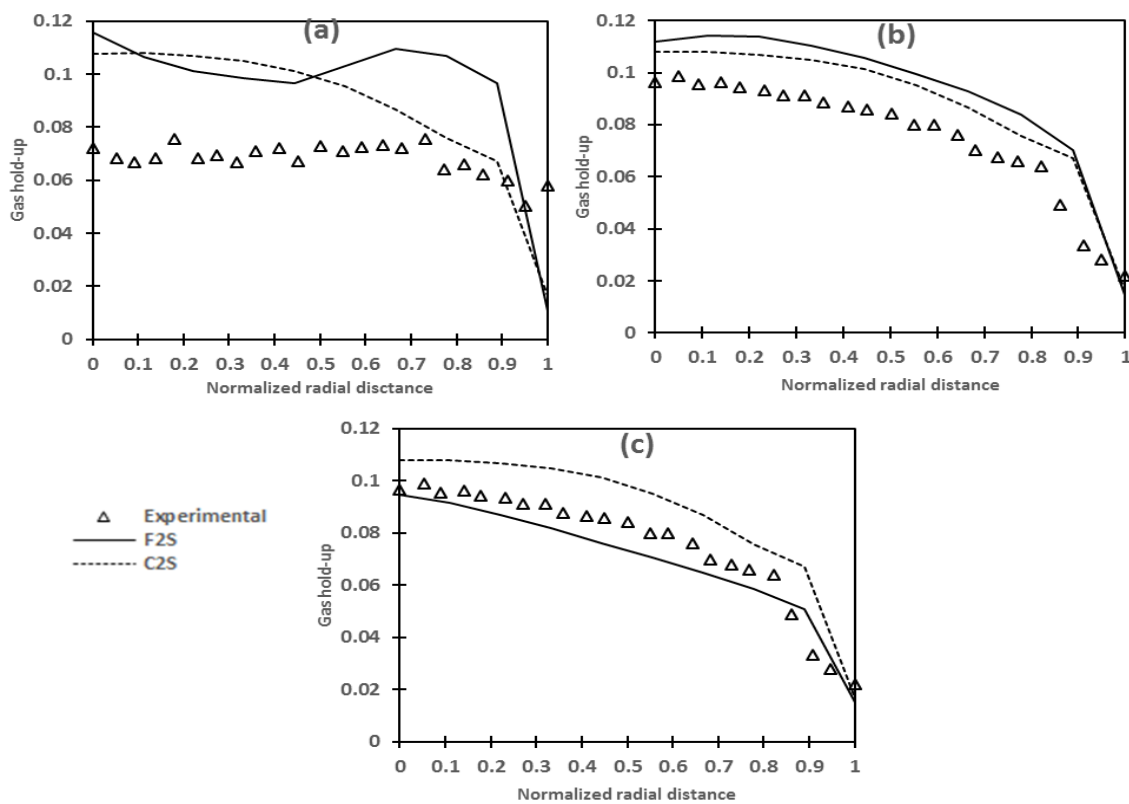 (a)
0.12
0.1
0.08
0.06
0.04
0.02
0
Gas hold-up
0 0.1 0.2 0.3 0.4 0.5 0.6 0.7 0.8 0.9 1
Normalized radial disctance
(b)
0.12
0.1
0.08
0.06
0.04
0.02
0
Gas hold-up
0 0.1 0.2 0.3 0.4 0.5 0.6 0.7 0.8 0.9 1
Normalized radial distance
(c)
0.12
0.1
0.08
0.06
0.04
0.02
0
Gas hold-up
0 0.1 0.2 0.3 0.4 0.5 0.6 0.7 0.8 0.9 1
Normalized radial distance
Experimental
F2S
C2S